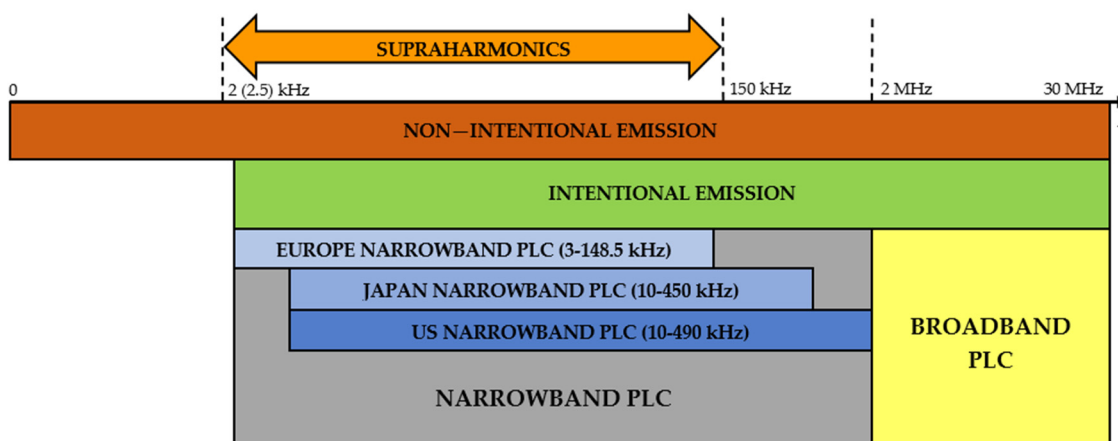 SUPRAHARMONICS
0
2 (2.5) kHz
150 kHz
2 MHz
30 MHz
NON—INTENTIONAL EMISSION
INTENTIONAL EMISSION
EUROPE NARROWBAND PLC (3-148.5 kHz)
JAPAN NARROWBAND PLC (10-450 kHz)
US NARROWBAND PLC (10-490 kHz)
BROADBAND
PLC
NARROWBAND PLC